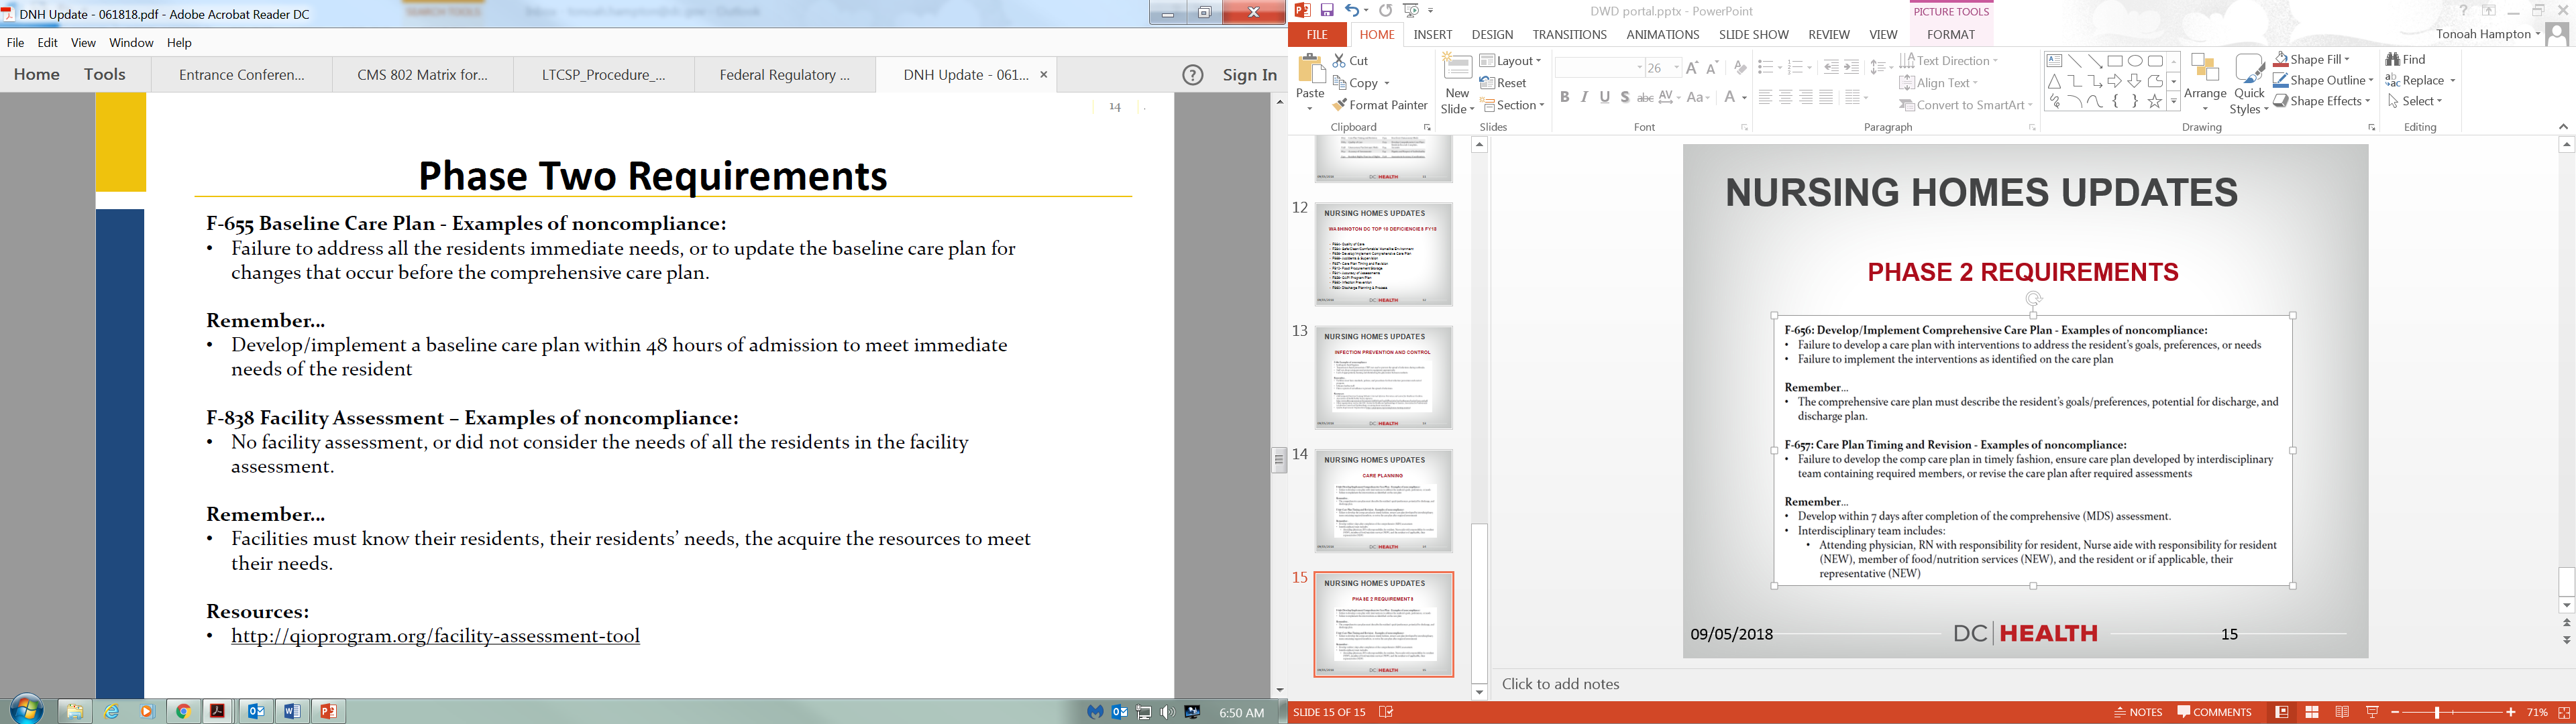 DNH Update - 061818.pdf - Adobe Acrobat Reader DC
File Edit View Window Help
Home Tools Entrance Conferen... CMS 802 Matrix for... LTCSP_Procedure_... Federal Regulatory ... DNH Update - 061... × Sign In
14
Phase Two Requirements
F-655 Baseline Care Plan - Examples of noncompliance:
• Failure to address all the residents immediate needs, or to update the baseline care plan for
changes that occur before the comprehensive care plan.
Remember...
• Develop/implement a baseline care plan within 48 hours of admission to meet immediate
needs of the resident
F-838 Facility Assessment – Examples of noncompliance:
• No facility assessment, or did not consider the needs of all the residents in the facility
assessment.
Remember...
• Facilities must know their residents, their residents’ needs, the acquire the resources to meet
their needs.
Resources:
• http://qioprogram.org/facility-assessment-tool
6:50 AM
DWD portal.pptx - PowerPoint
PICTURE TOOLS
FILE HOME INSERT DESIGN TRANSITIONS ANIMATIONS SLIDE SHOW REVIEW VIEW FORMAT Tonoah Hampton
Paste
Cut
Copy
Format Painter
Clipboard
New
Slide
Layout
Reset
Section
Slides
26
Font
Text Direction
Align Text
Convert to SmartArt
Paragraph
Arrange
Quick
Styles
Shape Fill
Shape Outline
Shape Effects
Drawing
Find
Replace
Select
Editing
DC HEALTH
12
NURSING HOMES UPDATES
WASHINGTON DC TOP 10 DEFICIENCIES FY18
DC HEALTH
13
NURSING HOMES UPDATES
INFECTION PREVENTION AND CONTROL
DC HEALTH
14
NURSING HOMES UPDATES
CARE PLANNING
DC HEALTH
15
NURSING HOMES UPDATES
PHASE 2 REQUIREMENTS
DC HEALTH
NURSING HOMES UPDATES
PHASE 2 REQUIREMENTS
F-656: Develop/Implement Comprehensive Care Plan - Examples of noncompliance:
• Failure to develop a care plan with interventions to address the resident’s goals, preferences, or needs
• Failure to implement the interventions as identified on the care plan
Remember...
• The comprehensive care plan must describe the resident’s goals/preferences, potential for discharge, and
discharge plan.
F-657: Care Plan Timing and Revision - Examples of noncompliance:
• Failure to develop the comp care plan in timely fashion, ensure care plan developed by interdisciplinary
team containing required members, or revise the care plan after required assessments
Remember...
• Develop within 7 days after completion of the comprehensive (MDS) assessment.
• Interdisciplinary team includes:
• Attending physician, RN with responsibility for resident, Nurse aide with responsibility for resident
(NEW), member of food/nutrition services (NEW), and the resident or if applicable, their
representative (NEW)
09/05/2018 DC HEALTH 15
Click to add notes
SLIDE 15 OF 15 NOTES COMMENTS 71%